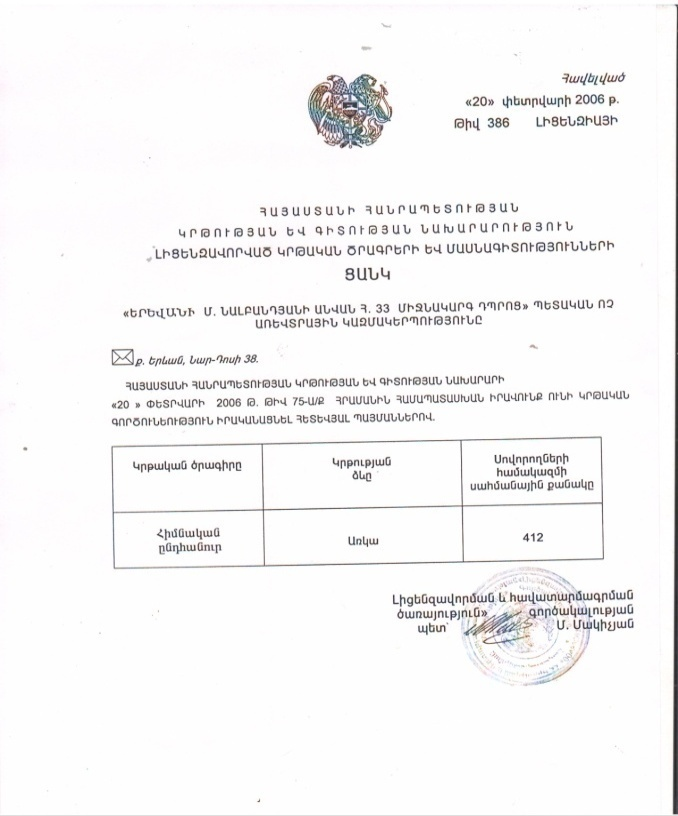 Հավելված
«20» փետրվարի 2006 թ.
Թիվ 386 ԼԻՑԵՆԶԻԱՅԻ
ՀԱՅԱՍՏԱՆԻ ՀԱՆՐԱՊԵՏՈՒԹՅԱՆ
ԿՐԹՈՒԹՅԱՆ ԵՎ ԳԻՏՈՒԹՅԱՆ ՆԱԽԱՐԱՐՈՒԹՅՈՒՆ
ԼԻՑԵՆԶԱՎՈՐՎԱԾ ԿՐԹԱԿԱՆ ԾՐԱԳՐԵՐԻ ԵՎ ՄԱՍՆԱԳԻՏՈՒԹՅՈՒՆՆԵՐԻ
ՑԱՆԿ
«ԵՐԵՎԱՆԻ Մ. ՆԱԼԲԱՆԴՅԱՆԻ ԱՆՎԱՆ Հ. 33 ՄԻՋՆԱԿԱՐԳ ԴՊՐՈՑ» ՊԵՏԱԿԱՆ ՈՉ
ԱՌԵՎՏՐԱՅԻՆ ԿԱԶՄԱԿԵՐՊՈՒԹՅՈՒՆԸ
ք. Երևան, Նար-Դոսի 38.
ՀԱՅԱՍՏԱՆԻ ՀԱՆՐԱՊԵՏՈՒԹՅԱՆ ԿՐԹՈՒԹՅԱՆ ԵՎ ԳԻՏՈՒԹՅԱՆ ՆԱԽԱՐԱՐԻ
«20 » ՓԵՏՐՎԱՐԻ 2006 Թ. ԹԻՎ 75-Ա/Ք ՀՐԱՄԱՆԻՆ ՀԱՄԱՊԱՏԱՍԽԱՆ ԻՐԱՎՈՒՆՔ ՈՒՆԻ ԿՐԹԱԿԱՆ
ԳՈՐԾՈՒՆԵՈՒԹՅՈՒՆ ԻՐԱԿԱՆԱՑՆԵԼ ՀԵՏԵՎՅԱԼ ՊԱՅՄԱՆՆԵՐՈՎ.
Կրթական ծրագիրը
Կրթության
ձևը
Սովորողների
համակազմի
սահմանային քանակը
Հիմնական
ընդհանուր
Առկա
412
Լիցենզավորման և հավատարմագրման
ծառայություն» գործակալության
պետ՝ Մ. Մակիչյան